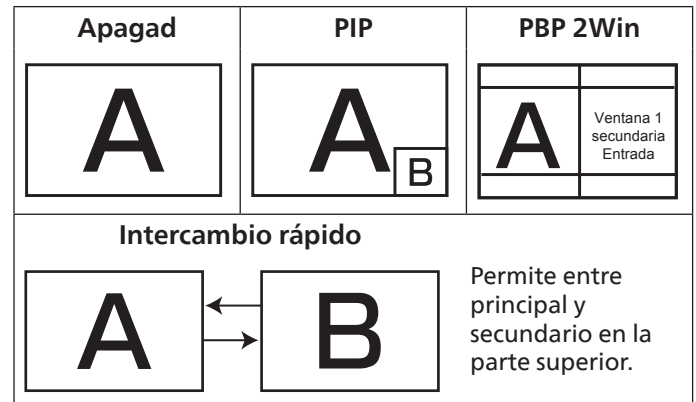 Apagad
PIP
PBP 2Win
A
A
B
A
Ventana 1
secundaria
Entrada
Intercambio rápido
A
B
Permite entre
principal y
secundario en la
parte superior.